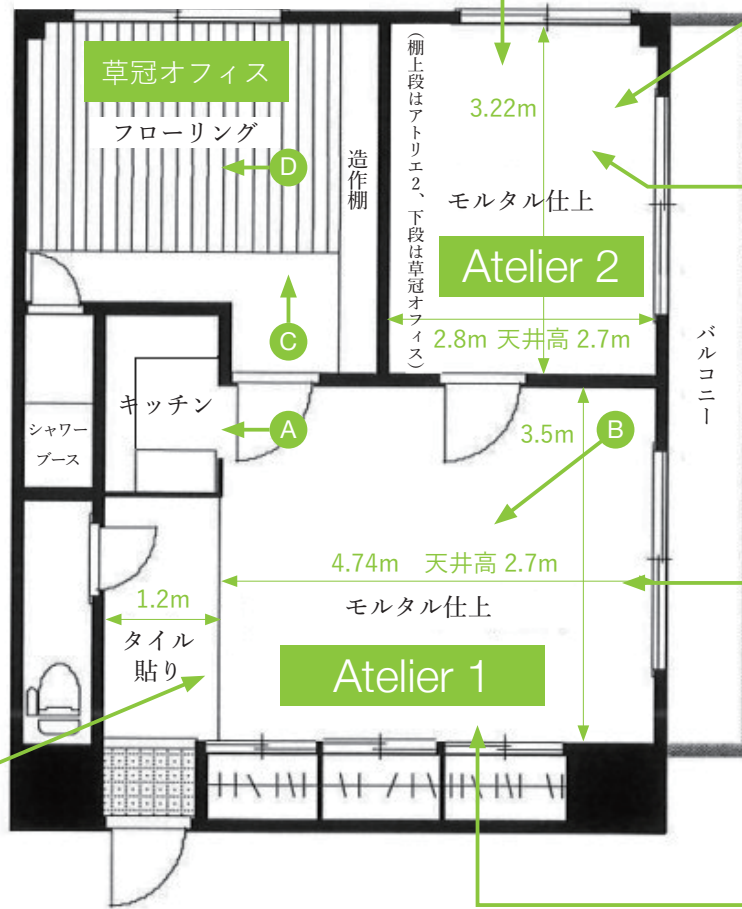 草冠オフィス
フローリング
D
造作棚
C
（棚上段はアトリエ2、下段は草冠オフィス）
3.22m
モルタル仕上
Atelier 2
2.8m 天井高 2.7m
バルコニー
キッチン
A
シャワー
ブース
3.5m
B
4.74m 天井高 2.7m
モルタル仕上
Atelier 1
1.2m
タイル
貼り